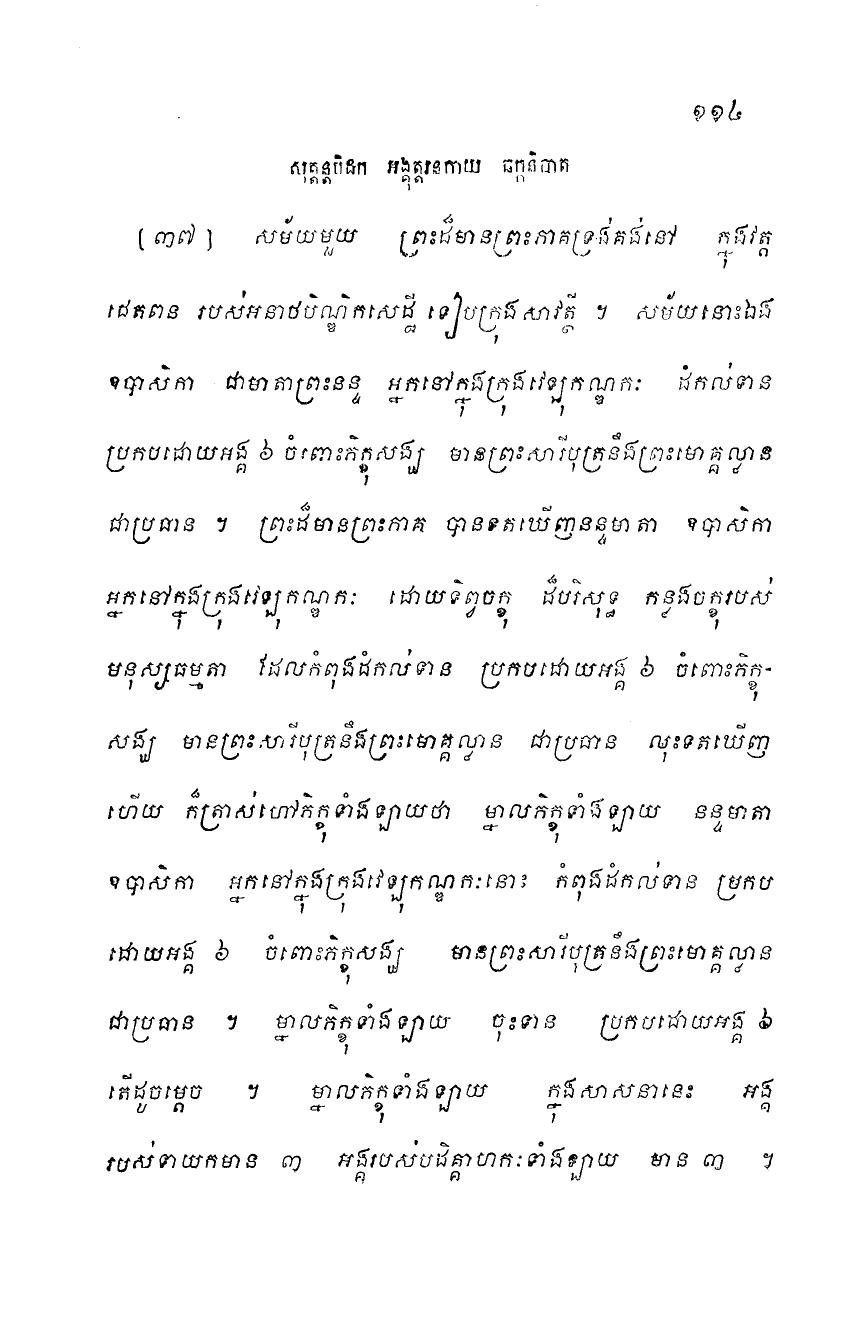 ១១៤
សុត្តន្តបិដក អង្គុត្តរនិកាយ ឆក្កនិបាត
[ ៣៧ ] សម័យមួយ ព្រះដ៏មានព្រះភាគទ្រង់គង់នៅ ក្នុងវត្ត
ជេតពន របស់អនាថបិណ្ឌិកសេដ្ឋី ទៀបក្រុងសាវត្ថី ។ សម័យនោះឯង
ឧបាសិកា ជាមាតាព្រះនន្ទ អ្នកនៅក្នុងក្រុងវេឡុកណ្ឌកៈ ដំកល់ទាន
ប្រកបដោយអង្គ ៦ ចំពោះភិក្ខុសង្ឃ មានព្រះសារីបុត្រនឹងព្រះមោគ្គល្លាន
ជាប្រធាន ។ ព្រះដ៏មានព្រះភាគ បានទតឃើញនន្ទមាតា ឧបាសិកា
អ្នកនៅក្នុងក្រុងវេឡុកណ្ឌកៈ ដោយទិព្វចក្ខុ ដ៏បរិសុទ្ធ កន្លងចក្ខុរបស់
មនុស្សធម្មតា ដែលកំពុងដំកល់ទាន ប្រកបដោយអង្គ ៦ ចំពោះភិក្ខុ-
សង្ឃ មានព្រះសារីបុត្រនឹងព្រះមោគ្គល្លាន ជាប្រធាន លុះទតឃើញ
ហើយ ក៏ត្រាស់ហៅភិក្ខុទាំងឡាយថា ម្នាលភិក្ខុទាំងឡាយ នន្ទមាតា
ឧបាសិកា អ្នកនៅក្នុងក្រុងវេឡុកណ្ឌកៈនោះ កំពុងដំកល់ទាន ប្រកប
ដោយអង្គ ៦ ចំពោះភិក្ខុសង្ឃ មានព្រះសារីបុត្រនឹងព្រះមោគ្គល្លាន
ជាប្រធាន ។ ម្នាលភិក្ខុទាំងឡាយ ចុះទាន ប្រកបដោយអង្គ ៦
តើដូចម្តេច ។ ម្នាលភិក្ខុទាំងឡាយ ក្នុងសាសនានេះ អង្គ
របស់ទាយកមាន ៣ អង្គរបស់បដិគ្គាហកៈទាំងឡាយ មាន ៣ ។